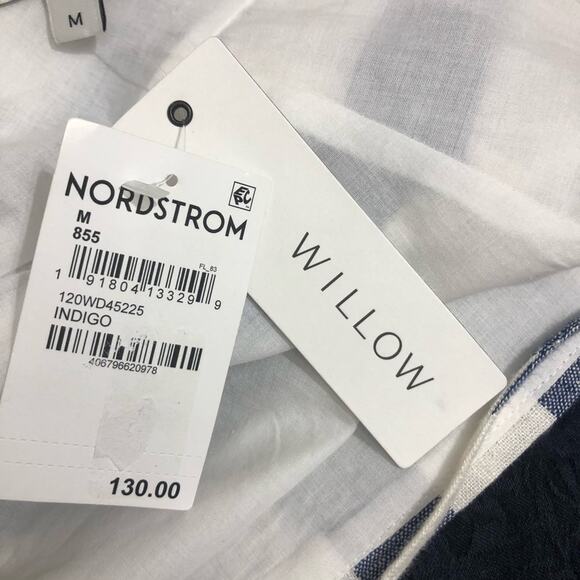 M
NORDSTROM
M
855
FL_83
1 91804 13329 9
120WD45225
INDIGO
406796620978
130.00
WILLOW